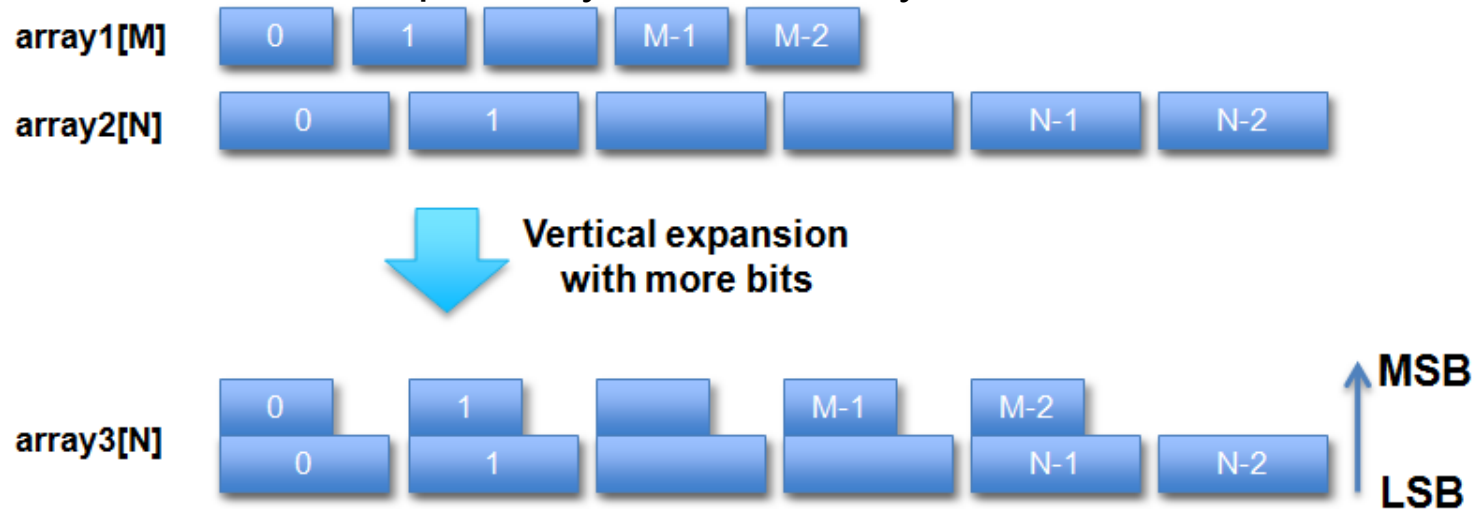 array1[M] 0 1 M-1 M-2
array2[N] 0 1 N-1 N-2
Vertical expansion
with more bits
MSB
0 1 M-1 M-2
array3[N]
0 1 N-1 N-2
LSB